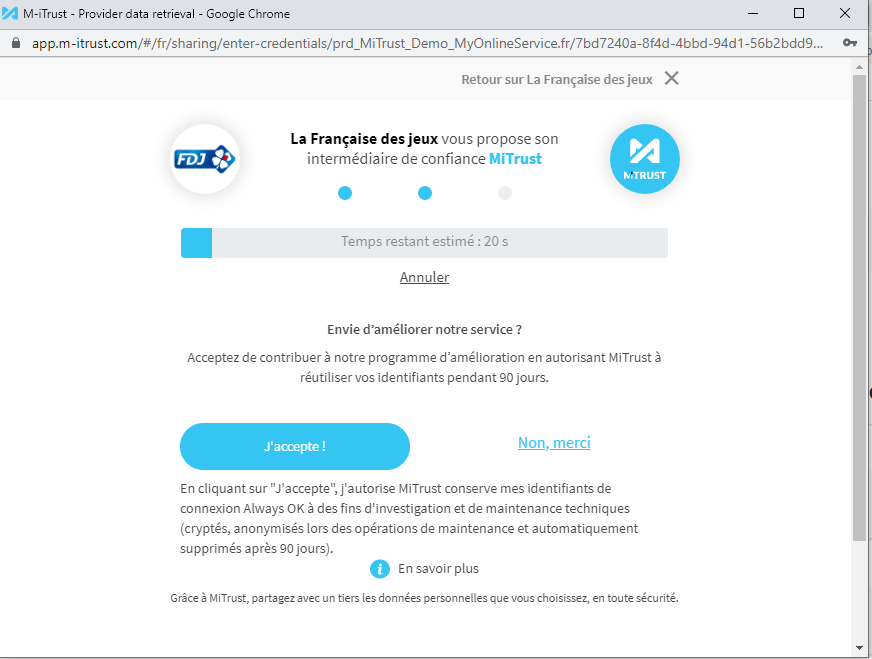 M-iTrust - Provider data retrieval - Google Chrome
app.m-itrust.com/#/fr/sharing/enter-credentials/prd_MiTrust_Demo_MyOnlineService.fr/7bd7240a-8f4d-4bbd-94d1-56b2bdd9...
Retour sur La Française des jeux
FDJ
La Française des jeux vous propose son
intermédiaire de confiance MiTrust
MiTRUST
Temps restant estimé : 20 s
Annuler
Envie d'améliorer notre service ?
Acceptez de contribuer à notre programme d'amélioration en autorisant MiTrust à
réutiliser vos identifiants pendant 90 jours.
J'accepte !
Non, merci
En cliquant sur "J'accepte", j'autorise MiTrust conserve mes identifiants de
connexion Always OK à des fins d'investigation et de maintenance techniques
(cryptés, anonymisés lors des opérations de maintenance et automatiquement
supprimés après 90 jours).
i En savoir plus
Grâce à MiTrust, partagez avec un tiers les données personnelles que vous choisissez, en toute sécurité.